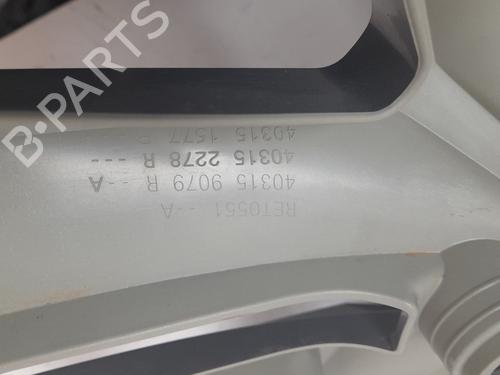 B-PARTS
40315 1577 R
40315 2278 R ---
40315 9079 R --A
RET0551 --A